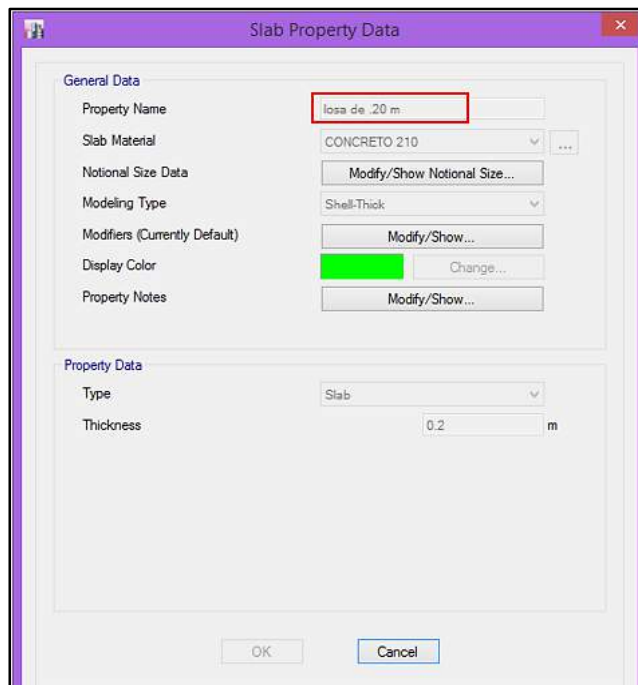 Slab Property Data
General Data
Property Name losa de .20 m
Slab Material CONCRETO 210 ...
Notional Size Data Modify/Show Notional Size...
Modeling Type Shell-Thick
Modifiers (Currently Default) Modify/Show...
Display Color Change...
Property Notes Modify/Show...
Property Data
Type Slab
Thickness 0.2 m
OK Cancel